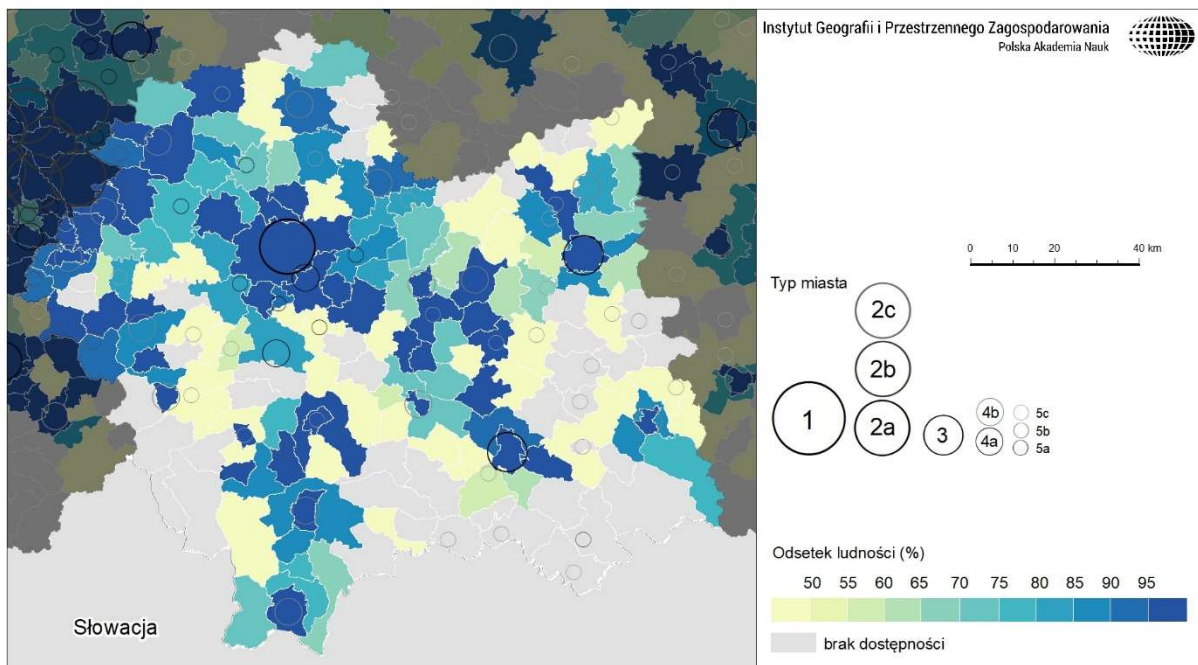 Instytut Geografii i Przestrzennego Zagospodarowania
Polska Akademia Nauk
0 10 20 40 km
Typ miasta
2c
2b
1
2a
3
4b
4a
5c
5b
5a
Odsetek ludności (%)
50 55 60 65 70 75 80 85 90 95
brak dostępności
Słowacja